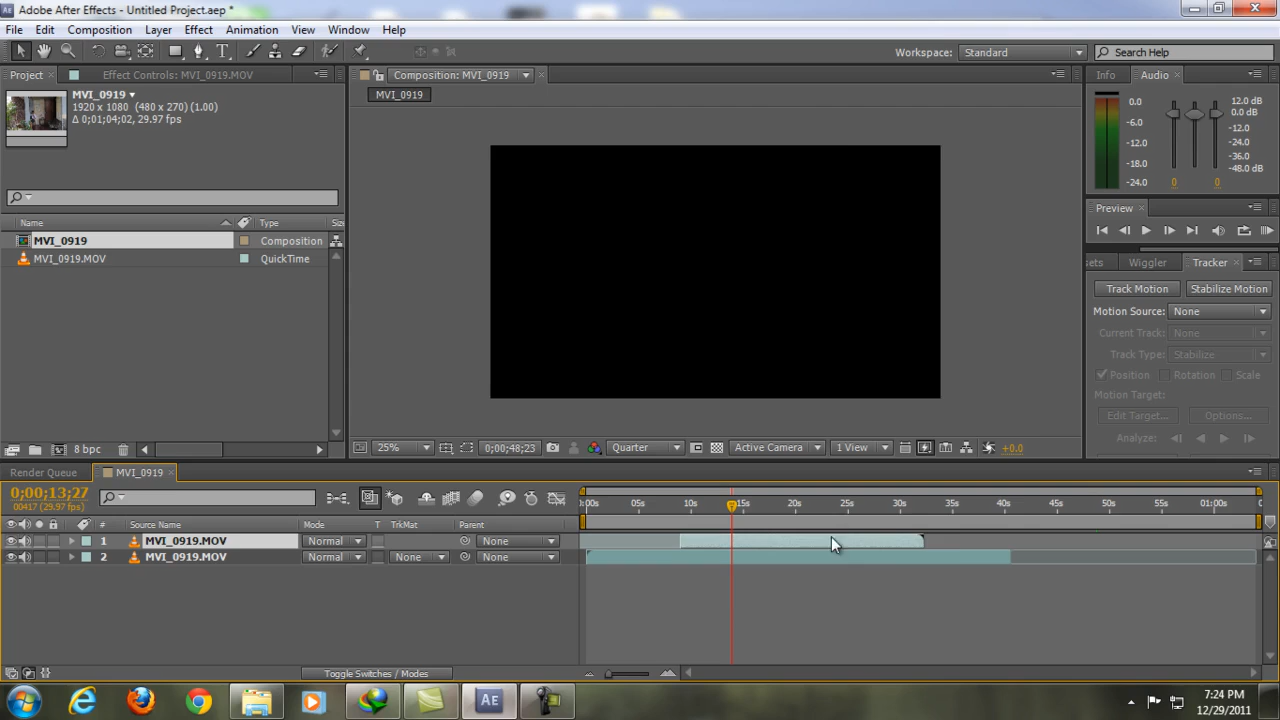 Adobe After Effects - Untitled Project.aep *
File Edit Composition Layer Effect Animation View Window Help
Workspace: Standard Search Help
Project Effect Controls: MVI_0919.MOV
MVI_0919
1920 x 1080 (480 x 270) (1.00)
Δ 0;01;04;02, 29.97 fps
Name Type Siz
MVI_0919 Composition
MVI_0919.MOV QuickTime
8 bpc
Composition: MVI_0919
MVI_0919
25% 0;00;48;23 Quarter Active Camera 1 View +0.0
Info Audio
0.0 12.0 dB
0.0 dB
-6.0
-12.0
-12.0 -24.0
-36.0
-18.0 -48.0 dB
-24.0 0 0
Preview
sets Wiggler Tracker
Track Motion Stabilize Motion
Motion Source: None
Current Track: None
Track Type: Stabilize
Position Rotation Scale
Motion Target:
Edit Target... Options...
Analyze:
Render Queue MVI_0919
0;00;13;27
00417 (29.97 fps)
:00s 05s 10s 15s 20s 25s 30s 35s 40s 45s 50s 55s 01:00s
# Source Name Mode T TrkMat Parent
1 MVI_0919.MOV Normal None
2 MVI_0919.MOV Normal None None
Toggle Switches / Modes
Ae
7:24 PM
12/29/2011